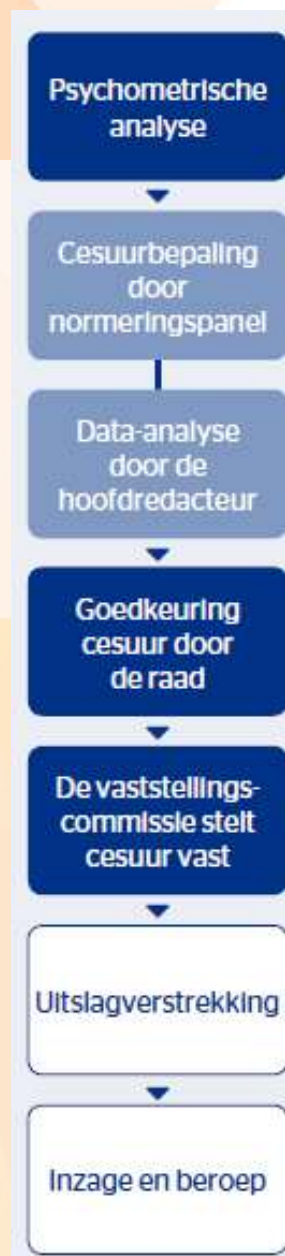 Psychometrische
analyse
Cesuurbepaling
door
normeringspanel
Data-analyse
door de
hoofdredacteur
Goedkeuring
cesuur door
de raad
De vaststellings-
commissie stelt
cesuur vast
Uitslagverstrekking
Inzage en beroep